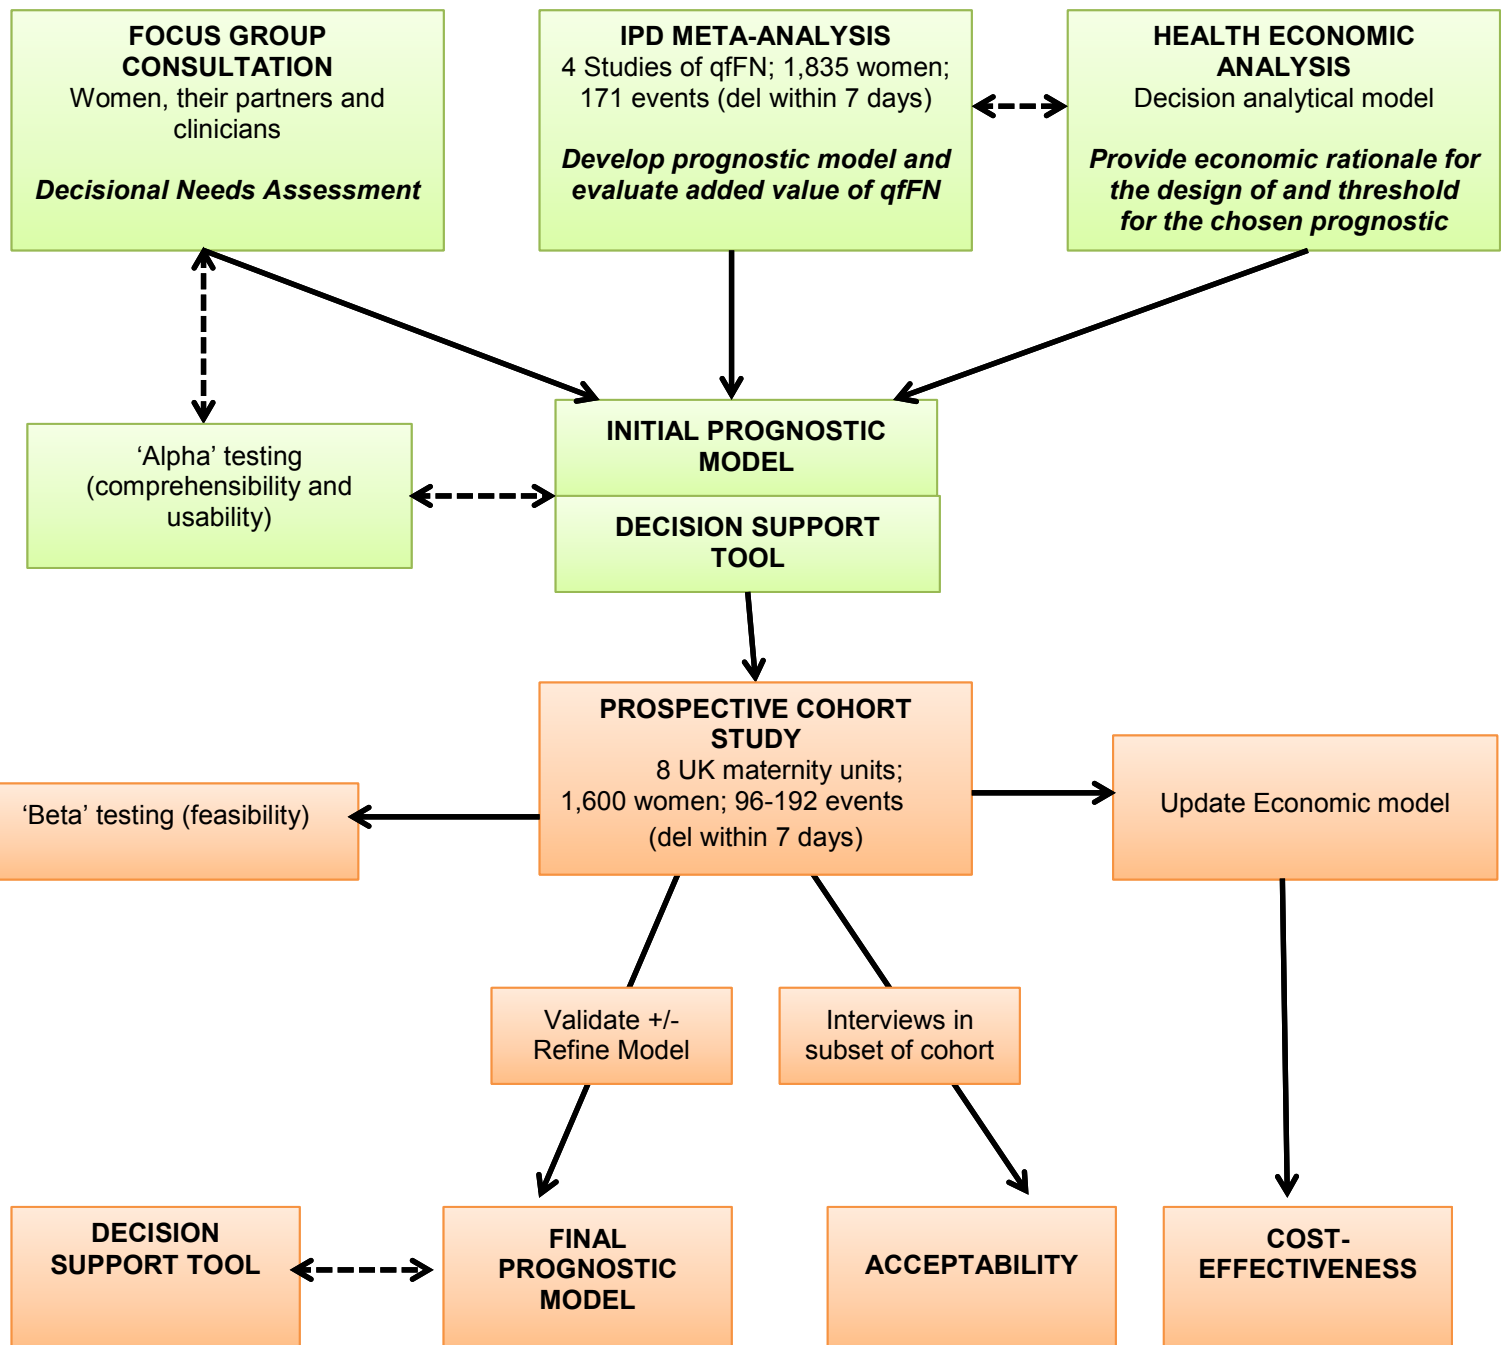 FOCUS GROUP
CONSULTATION
Women, their partners and
clinicians
Decisional Needs Assessment
IPD META-ANALYSIS
4 Studies of qfFN; 1,835 women;
171 events (del within 7 days)
Develop prognostic model and
evaluate added value of qfFN
HEALTH ECONOMIC
ANALYSIS
Decision analytical model
Provide economic rationale for
the design of and threshold
for the chosen prognostic
‘Alpha’ testing
(comprehensibility and
usability)
INITIAL PROGNOSTIC
MODEL
DECISION SUPPORT
TOOL
PROSPECTIVE COHORT
STUDY
8 UK maternity units;
1,600 women; 96-192 events
(del within 7 days)
‘Beta’ testing (feasibility)
Update Economic model
Validate +/-
Refine Model
Interviews in
subset of cohort
DECISION
SUPPORT TOOL
FINAL
PROGNOSTIC
MODEL
ACCEPTABILITY
COST-
EFFECTIVENESS